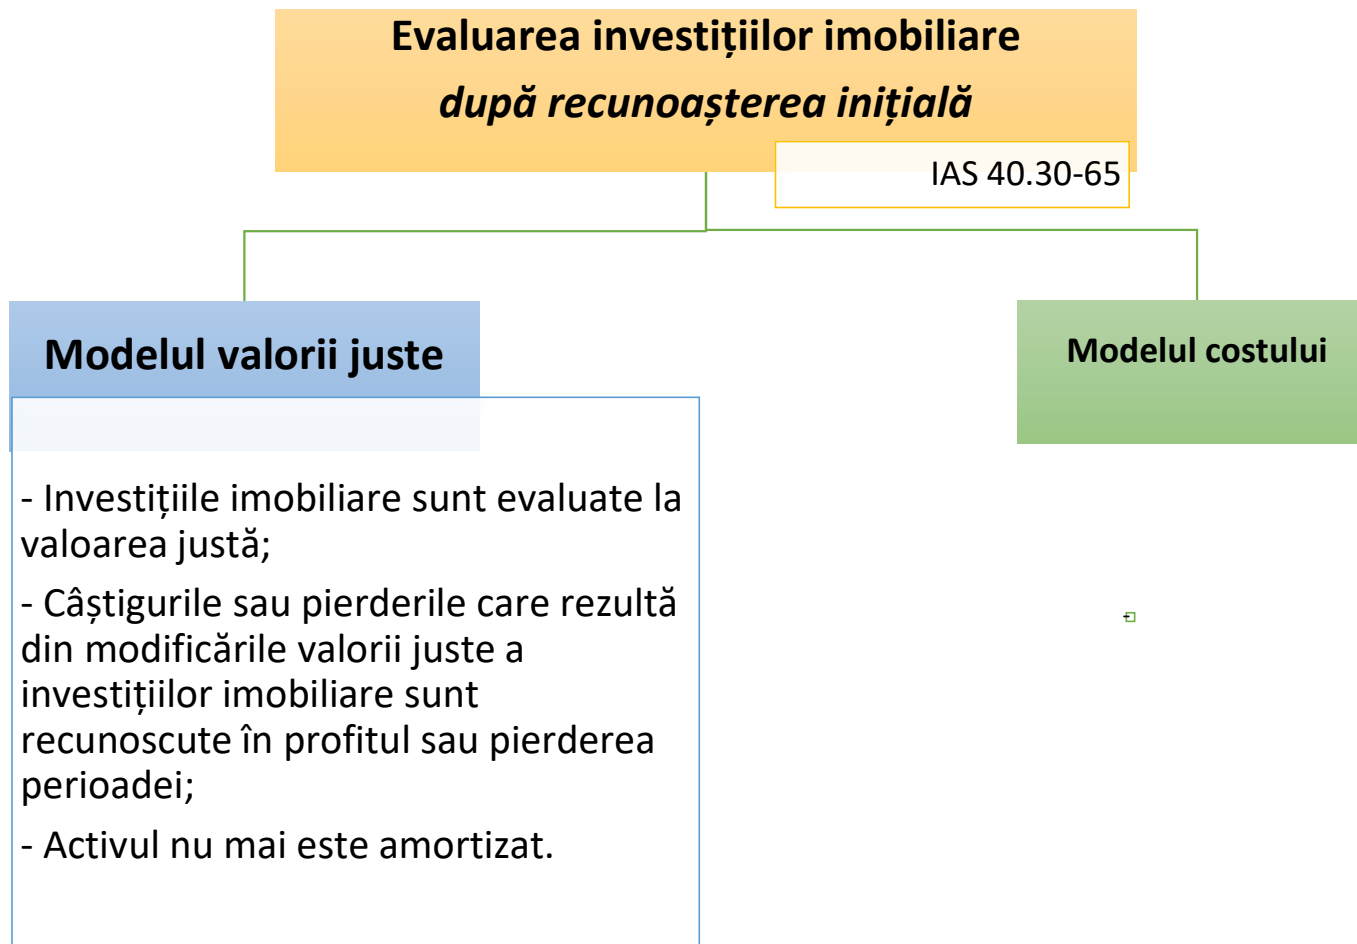 Evaluarea investițiilor imobiliare
după recunoașterea inițială
IAS 40.30-65
Modelul valorii juste
- Investițiile imobiliare sunt evaluate la
valoarea justă;
- Câștigurile sau pierderile care rezultă
din modificările valorii juste a
investițiilor imobiliare sunt
recunoscute în profitul sau pierderea
perioadei;
- Activul nu mai este amortizat.
Modelul costului
-